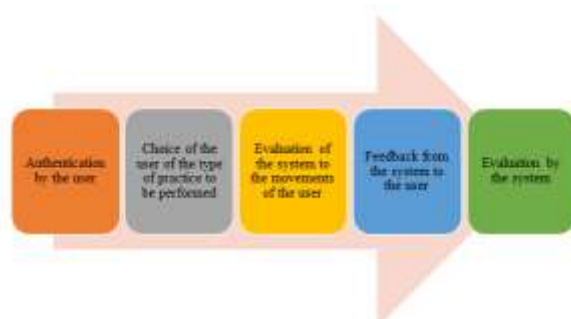 Authentication
by the user
Choice of the
user of the type
of practice to
be performed
Evaluation of
the system to
the movements
of the user
Feedback from
the system to
the user
Evaluation by
the system